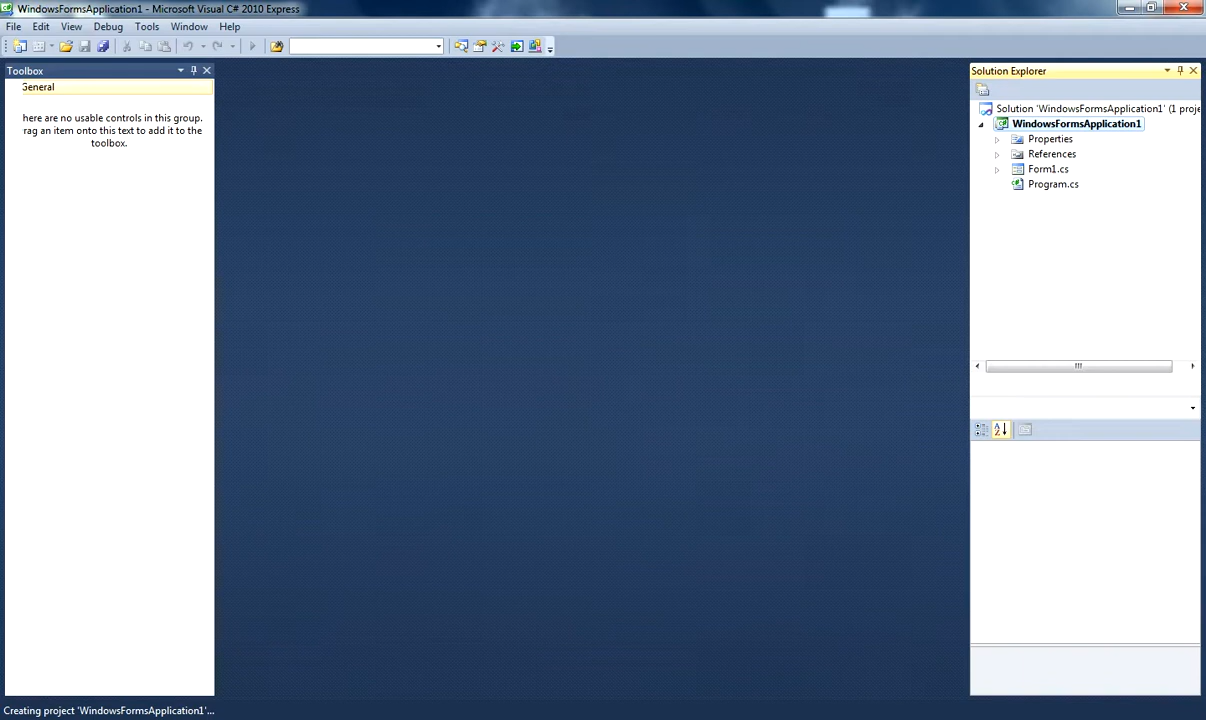 WindowsFormsApplication1 - Microsoft Visual C# 2010 Express
File Edit View Debug Tools Window Help
Toolbox
General
here are no usable controls in this group.
rag an item onto this text to add it to the
toolbox.
Solution Explorer
Solution 'WindowsFormsApplication1' (1 proje
WindowsFormsApplication1
Properties
References
Form1.cs
Program.cs
Creating project 'WindowsFormsApplication1'...